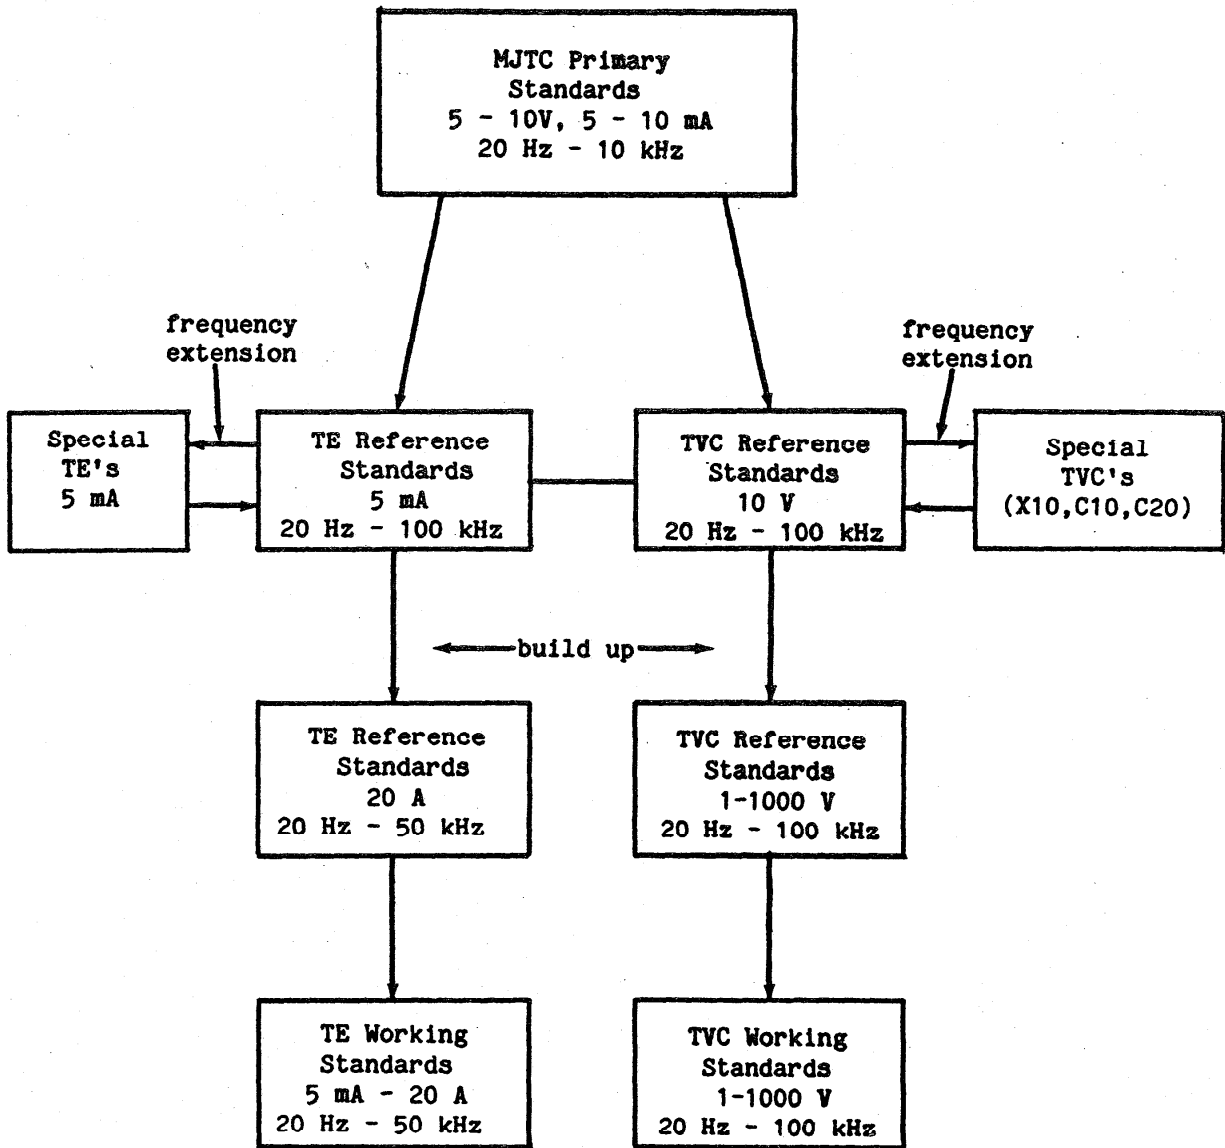 MJTC Primary
Standards
5 - 10V, 5 - 10 mA
20 Hz - 10 kHz
frequency
extension
frequency
extension
Special
TE's
5 mA
TE Reference
Standards
5 mA
20 Hz - 100 kHz
TVC Reference
Standards
10 V
20 Hz - 100 kHz
Special
TVC's
(X10,C10,C20)
build up
TE Reference
Standards
20 A
20 Hz - 50 kHz
TVC Reference
Standards
1-1000 V
20 Hz - 100 kHz
TE Working
Standards
5 mA - 20 A
20 Hz - 50 kHz
TVC Working
Standards
1-1000 V
20 Hz - 100 kHz